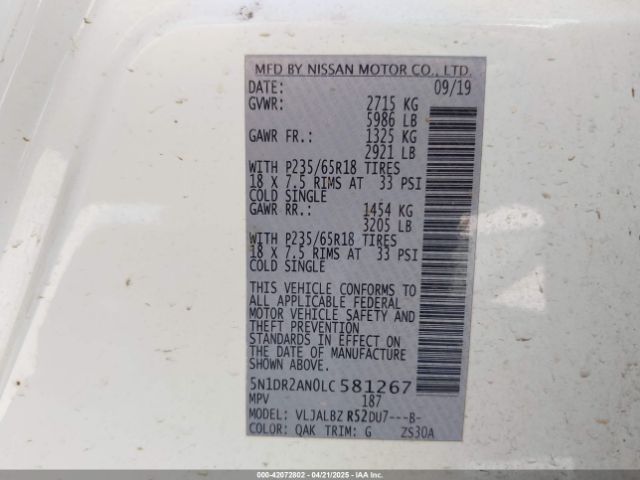 MFD BY NISSAN MOTOR CO., LTD.
DATE: 09/19
GVWR: 2715 KG
5986 LB
GAWR FR.: 1325 KG
2921 LB
WITH P235/65R18 TIRES
18 X 7.5 RIMS AT 33 PSI
COLD SINGLE
GAWR RR.: 1454 KG
3205 LB
WITH P235/65R18 TIRES
18 X 7.5 RIMS AT 33 PSI
COLD SINGLE
THIS VEHICLE CONFORMS TO
ALL APPLICABLE FEDERAL
MOTOR VEHICLE SAFETY AND
THEFT PREVENTION
STANDARDS IN EFFECT ON
THE DATE OF MANUFACTURE
SHOWN ABOVE.
5N1DR2AN0LC581267
MPV 187
MODEL: VLJALBZ R52DU7---B-
COLOR: QAK TRIM: G ZS30A
000-42072802 - 04/21/2025 - IAAI.COM